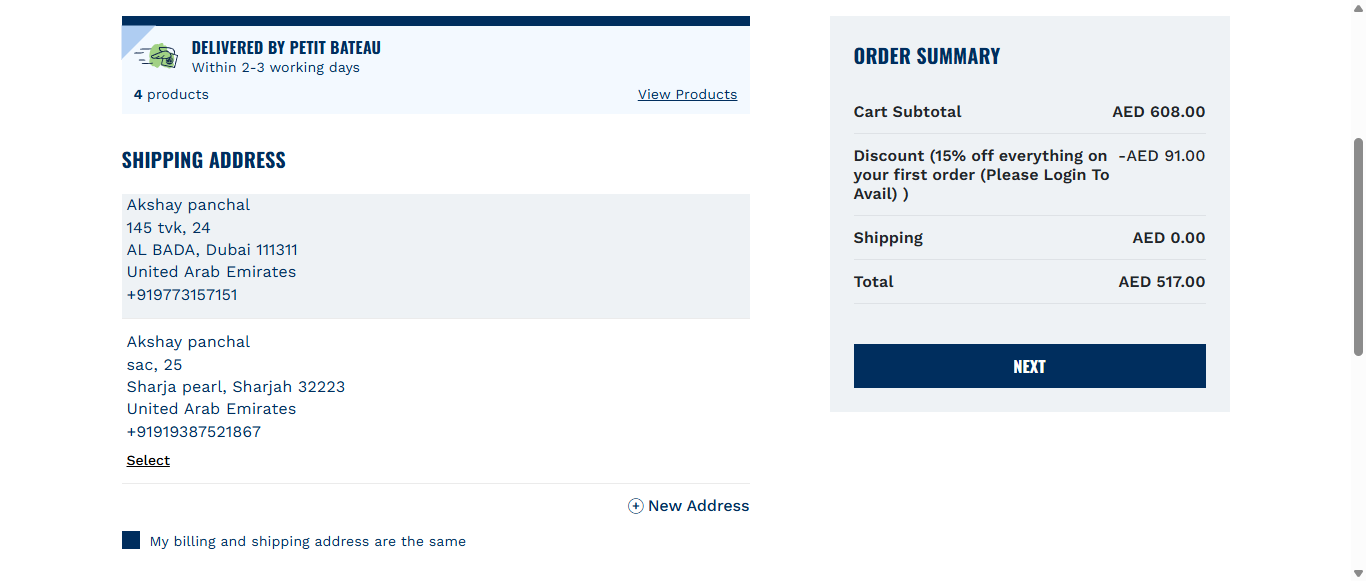 DELIVERED BY PETIT BATEAU
Within 2-3 working days
4 products
View Products
SHIPPING ADDRESS
Akshay panchal
145 tvk, 24
AL BADA, Dubai 111311
United Arab Emirates
+919773157151
Akshay panchal
sac, 25
Sharja pearl, Sharjah 32223
United Arab Emirates
+91919387521867
Select
New Address
My billing and shipping address are the same
ORDER SUMMARY
Cart Subtotal AED 608.00
Discount (15% off everything on -AED 91.00
your first order (Please Login To
Avail) )
Shipping AED 0.00
Total AED 517.00
NEXT